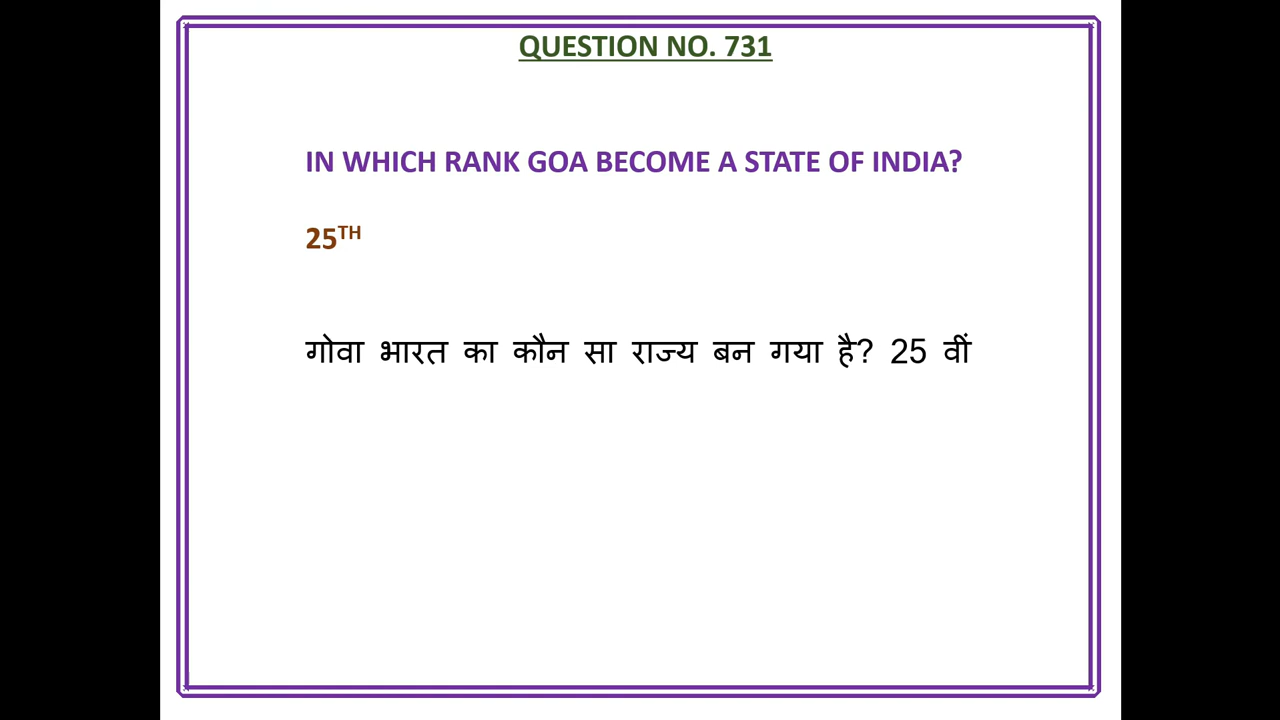 QUESTION NO. 731
IN WHICH RANK GOA BECOME A STATE OF INDIA?
25TH
गोवा भारत का कौन सा राज्य बन गया है? 25 वीं